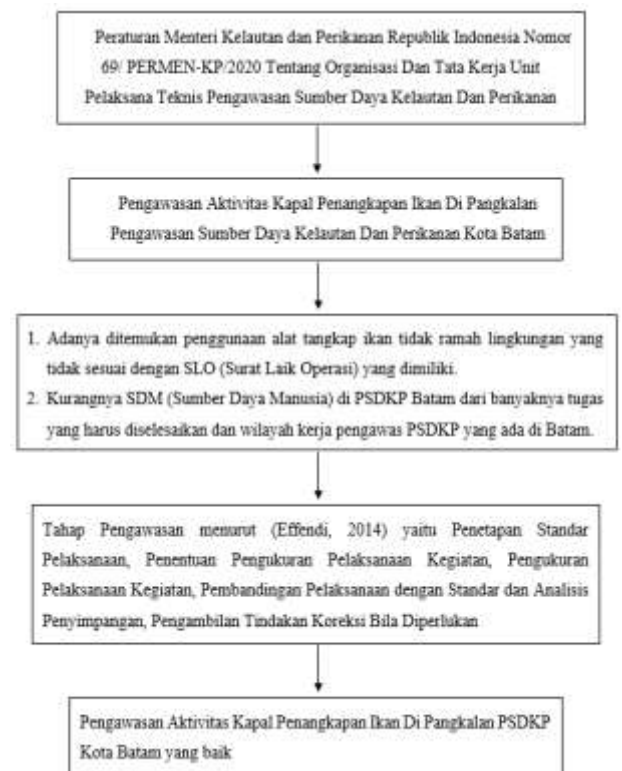 Peraturan Menteri Kelautan dan Perikanan Republik Indonesia Nomor
69/ PERMEN-KP/2020 Tentang Organisasi Dan Tata Kerja Unit
Pelaksana Teknis Pengawasan Sumber Daya Kelautan Dan Perikanan
Pengawasan Aktivitas Kapal Penangkapan Ikan Di Pangkalan
Pengawasan Sumber Daya Kelautan Dan Perikanan Kota Batam
1. Adanya ditemukan penggunaan alat tangkap ikan tidak ramah lingkungan yang
tidak sesuai dengan SLO (Surat Laik Operasi) yang dimiliki.
2. Kurangnya SDM (Sumber Daya Manusia) di PSDKP Batam dari banyaknya tugas
yang harus diselesaikan dan wilayah kerja pengawas PSDKP yang ada di Batam.
Tahap Pengawasan menurut (Effendi, 2014) yaitu Penetapan Standar
Pelaksanaan, Penentuan Pengukuran Pelaksanaan Kegiatan, Pengukuran
Pelaksanaan Kegiatan, Pembandingan Pelaksanaan dengan Standar dan Analisis
Penyimpangan, Pengambilan Tindakan Koreksi Bila Diperlukan
Pengawasan Aktivitas Kapal Penangkapan Ikan Di Pangkalan PSDKP
Kota Batam yang baik